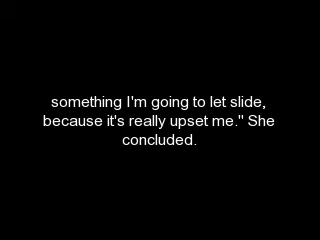 something I'm going to let slide,
because it's really upset me." She
concluded.